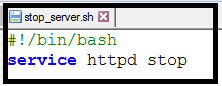 stop_server.sh
#!/bin/bash
service httpd stop